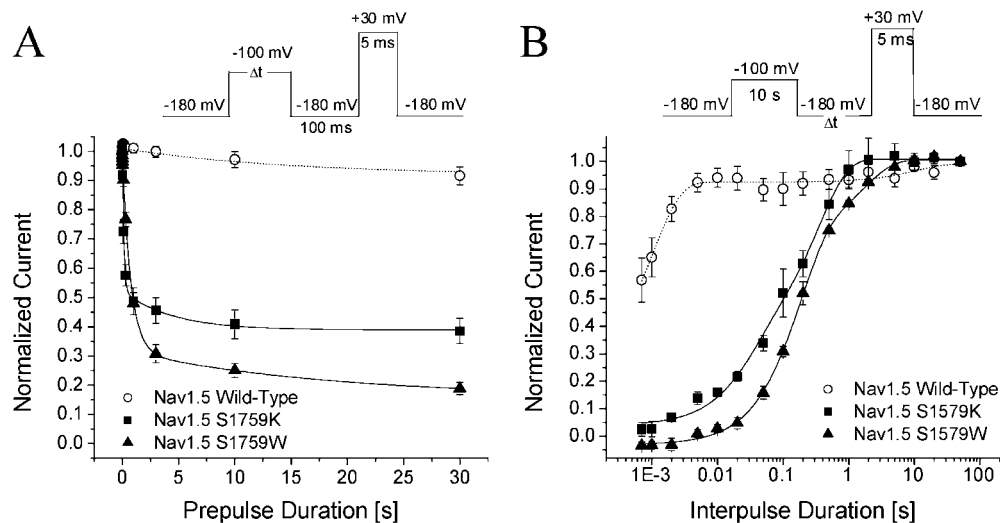 A
+30 mV
5 ms
-100 mV
Δt
-180 mV
-180 mV
-180 mV
100 ms
Normalized Current
1.0
0.9
0.8
0.7
0.6
0.5
0.4
0.3
0.2
0.1
0.0
Nav1.5 Wild-Type
Nav1.5 S1759K
Nav1.5 S1759W
0
5
10
15
20
25
30
Prepulse Duration [s]
B
+30 mV
5 ms
-100 mV
10 s
-180 mV
-180 mV
-180 mV
Δt
Normalized Current
1.0
0.9
0.8
0.7
0.6
0.5
0.4
0.3
0.2
0.1
0.0
Nav1.5 Wild-Type
Nav1.5 S1579K
Nav1.5 S1579W
1E-3
0.01
0.1
1
10
100
Interpulse Duration [s]